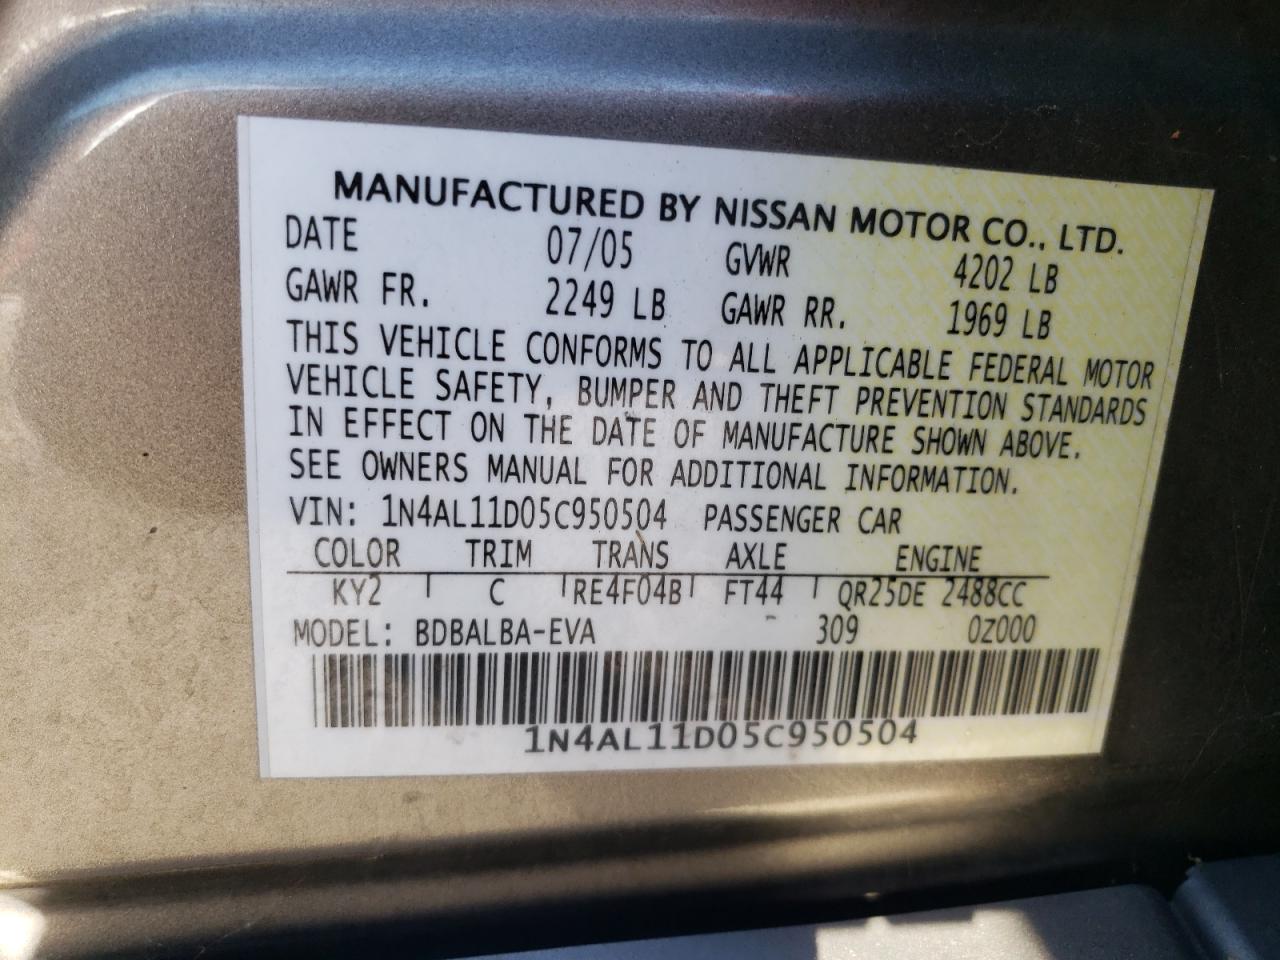 MANUFACTURED BY NISSAN MOTOR CO., LTD.
DATE 07/05 GVWR 4202 LB
GAWR FR. 2249 LB GAWR RR. 1969 LB
THIS VEHICLE CONFORMS TO ALL APPLICABLE FEDERAL MOTOR
VEHICLE SAFETY, BUMPER AND THEFT PREVENTION STANDARDS
IN EFFECT ON THE DATE OF MANUFACTURE SHOWN ABOVE.
SEE OWNERS MANUAL FOR ADDITIONAL INFORMATION.
VIN: 1N4AL11D05C950504 PASSENGER CAR
COLOR TRIM TRANS AXLE ENGINE
KY2 C RE4F04B FT44 QR25DE 2488CC
MODEL: BDBALBA-EVA 309 0Z000
1N4AL11D05C950504